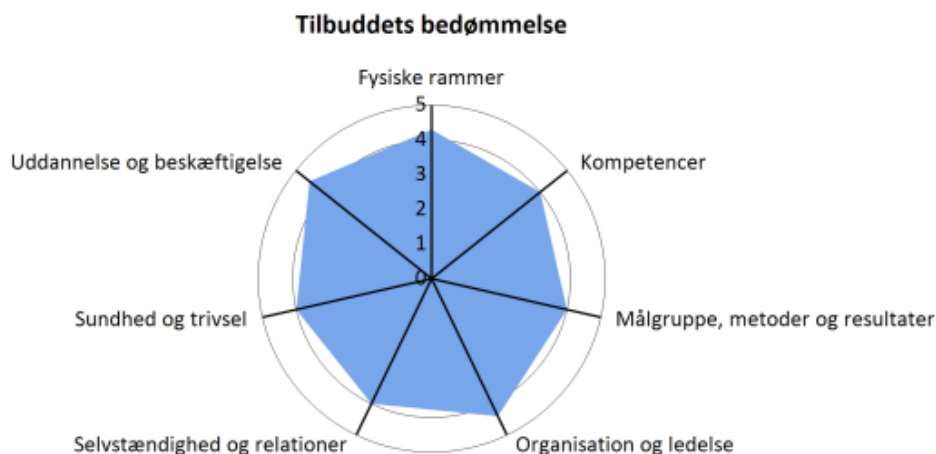 Tilbuddets bedømmelse
Fysiske rammer
5
4
3
2
1
0
Uddannelse og beskæftigelse
Kompetencer
Sundhed og trivsel
Målgruppe, metoder og resultater
Selvstændighed og relationer
Organisation og ledelse